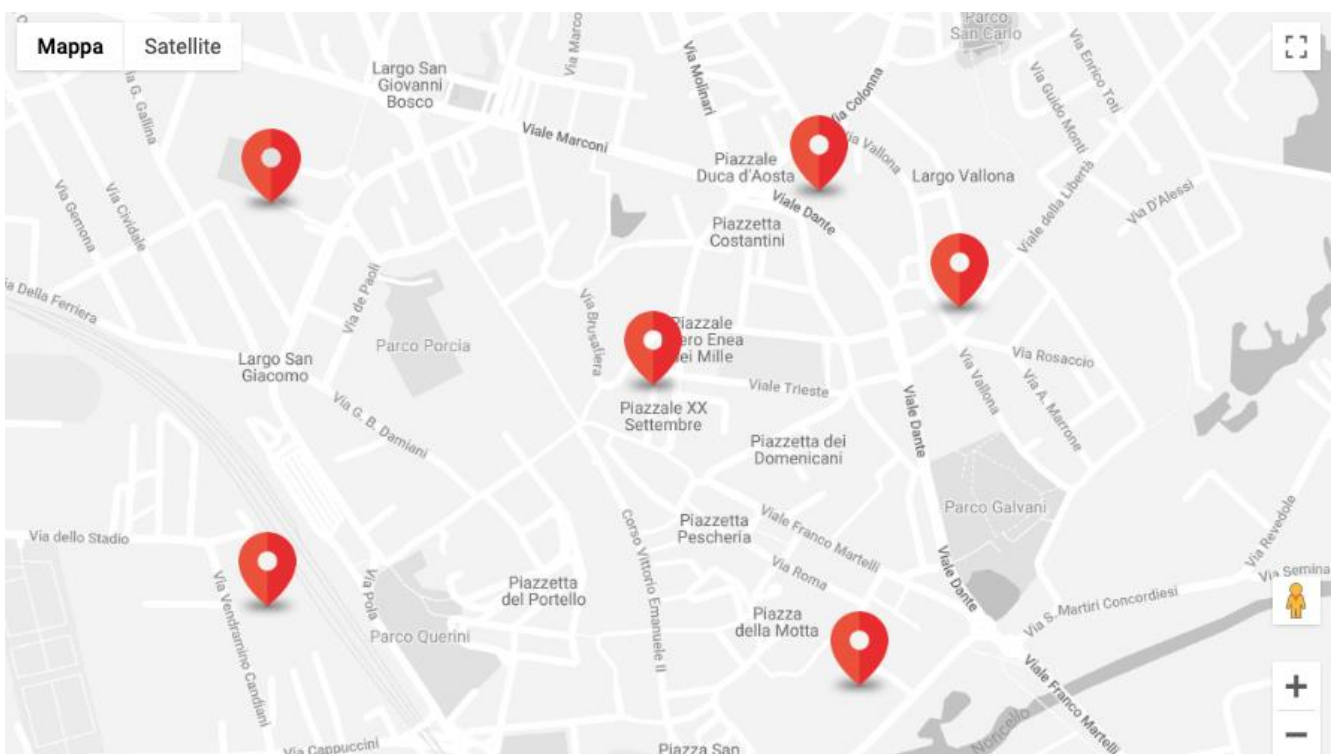 Mappa
Satellite
Parco
San Carlo
Via Marco
Via Molinari
Via Enrico Toti
Via Guido Monti
Via G. Gallina
Largo San
Giovanni
Bosco
Via Colonna
Viale Marconi
Via Vallona
Piazzale
Duca d'Aosta
Largo Vallona
Via Gemona
Via Cividale
Viale Dante
Viale della Libertà
Via D'Alessi
Piazzetta
Costantini
Via De Paoli
Della Ferriera
Via Brusafiera
Piazzale
Enea
Mille
Parco Porcia
Largo San
Giacomo
Via Rosaccio
Viale Trieste
Via Vallona
Via A. Marrone
Via G. B. Damiani
Piazzale XX
Settembre
Viale Dante
Piazzetta dei
Domenicani
Parco Galvani
Via dello Stadio
Corso Vittorio Emanuele II
Piazzetta
Pescheria
Viale Franco Martelli
Via Revedole
Via Roma
Viale Dante
Via Semina
Via Vendramino Candiani
Via Pola
Piazzetta
del Portello
Via S. Martiri Concordiesi
Piazza
della Motta
Parco Querini
Viale Franco Martelli
Noncello
Via Cappuccini
Piazza San